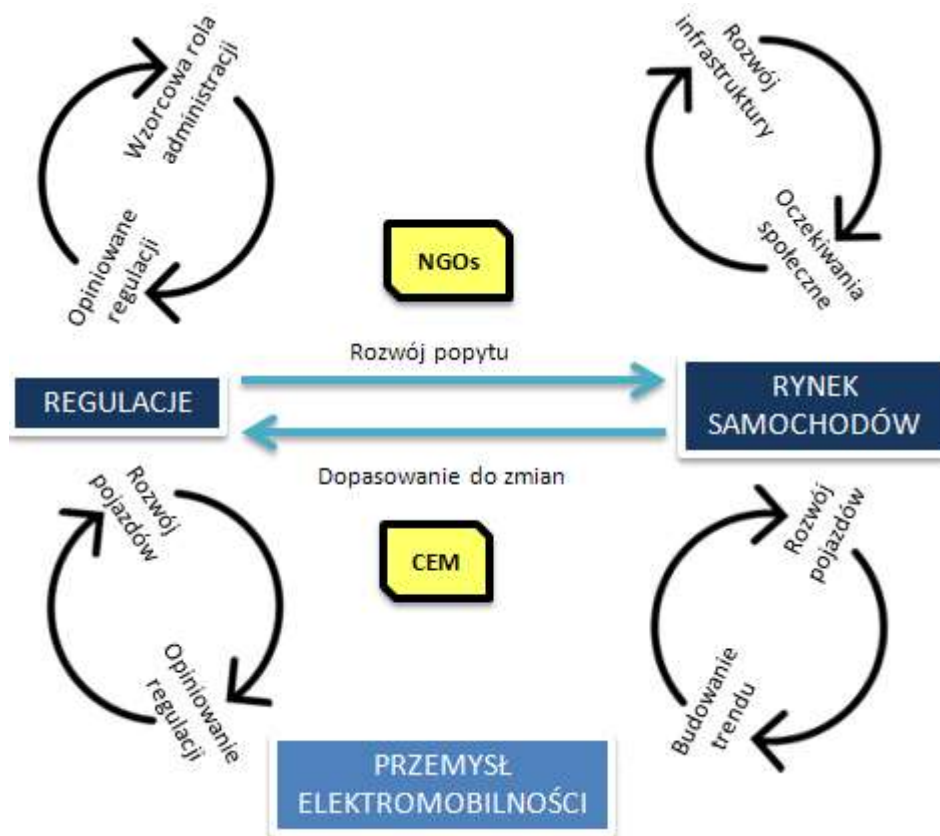 Wzorcowa rola
administracji
Opiniowane
regulacji
Rozwój
infrastruktury
Oczekiwania
społeczne
NGOs
Rozwój popytu
REGULACJE
RYNEK
SAMOCHODÓW
Dopasowanie do zmian
CEM
Rozwój
pojazdów
Opiniowanie
regulacji
Rozwój
pojazdów
Budowanie
trendu
PRZEMYSŁ
ELEKTROMOBILNOŚCI